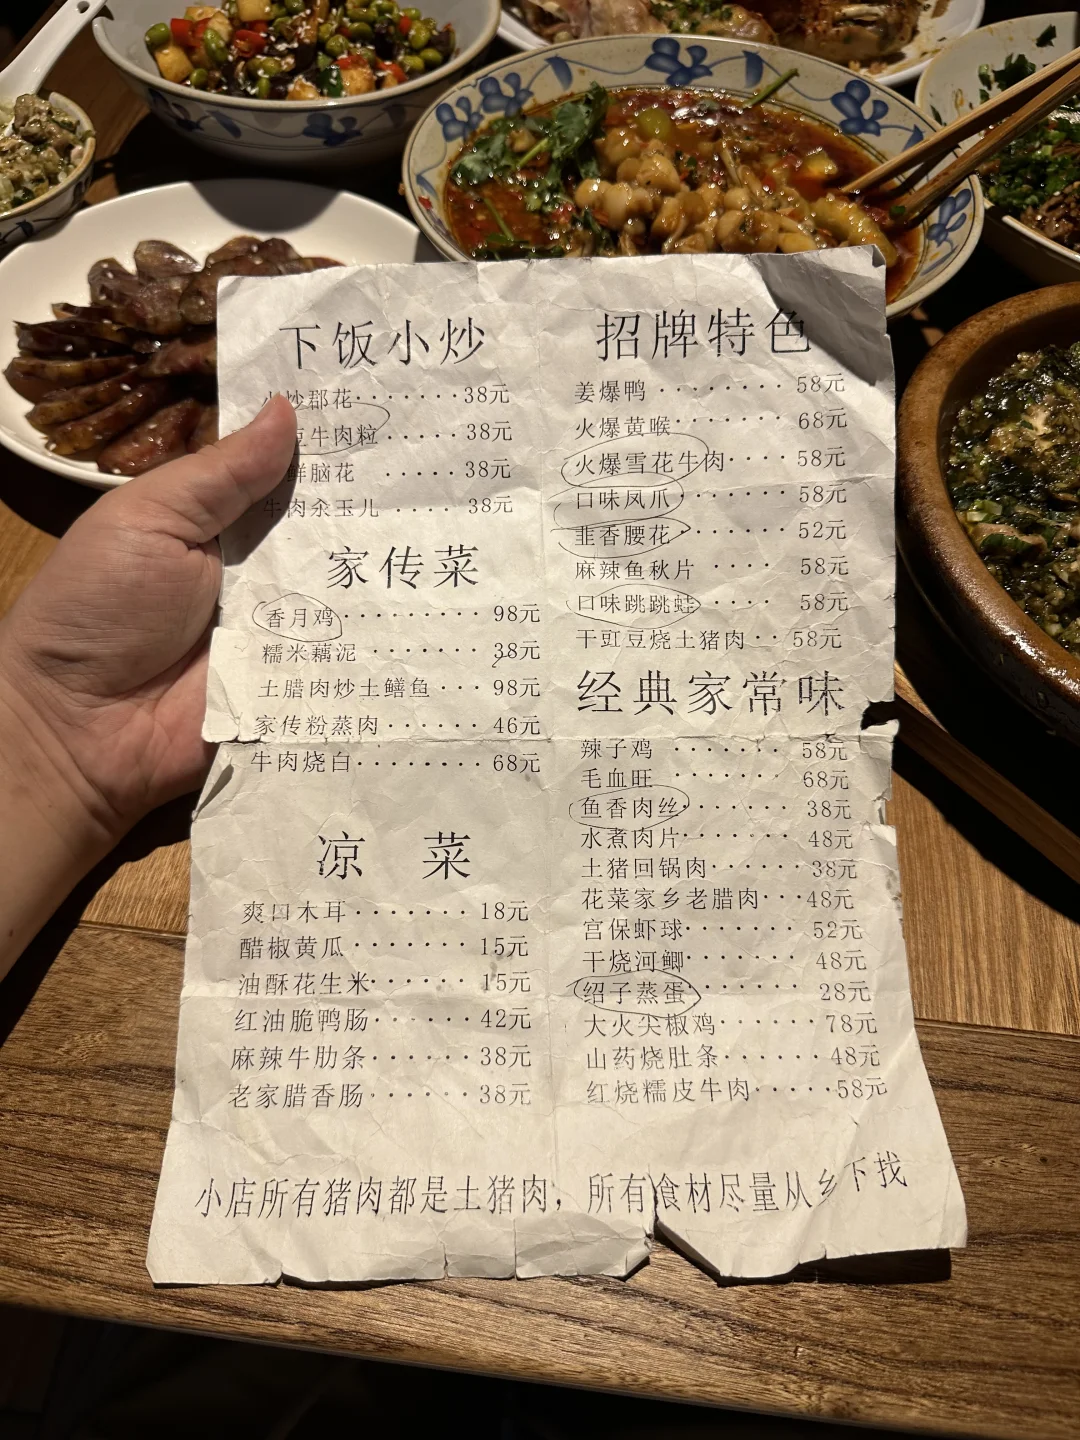 下饭小炒
小炒郡花·······38元
豆牛肉粒·····38元
鲜脑花 ·····38元
牛肉氽玉儿 ····38元
家传菜
香月鸡·········98元
糯米藕泥 ·······38元
土腊肉炒土鳝鱼···98元
家传粉蒸肉······46元
牛肉烧白········68元
凉 菜
爽口木耳·······18元
醋椒黄瓜·······15元
油酥花生米······15元
红油脆鸭肠······42元
麻辣牛肋条······38元
老家腊香肠······38元
招牌特色
姜爆鸭 ········58元
火爆黄喉·······68元
火爆雪花牛肉····58元
口味凤爪·······58元
韭香腰花·······52元
麻辣鱼秋片 ····58元
口味跳跳蛙·····58元
干豇豆烧土猪肉··58元
经典家常味
辣子鸡 ·······58元
毛血旺 ·······68元
鱼香肉丝·······38元
水煮肉片·······48元
土猪回锅肉······38元
花菜家乡老腊肉···48元
宫保虾球·······52元
干烧河鲫·······48元
绍子蒸蛋········28元
大火尖椒鸡······78元
山药烧肚条······48元
红烧糯皮牛肉·····58元
小店所有猪肉都是土猪肉，所有食材尽量从乡下找